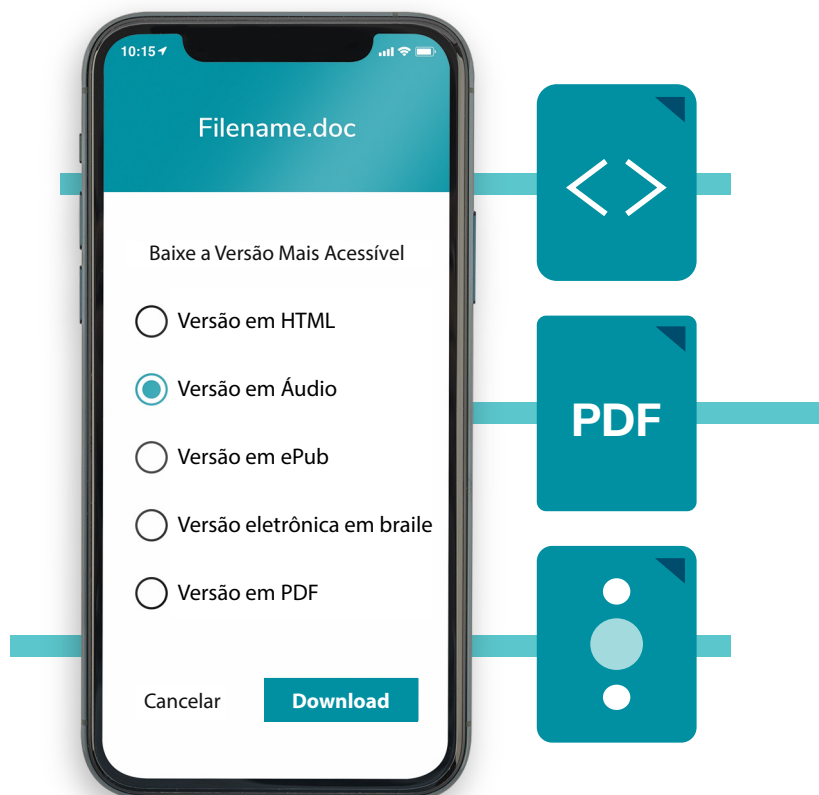 10:15
Filename.doc
Baixe a Versão Mais Acessível
Versão em HTML
Versão em Áudio
Versão em ePub
Versão eletrônica em braile
Versão em PDF
Cancelar
Download
PDF